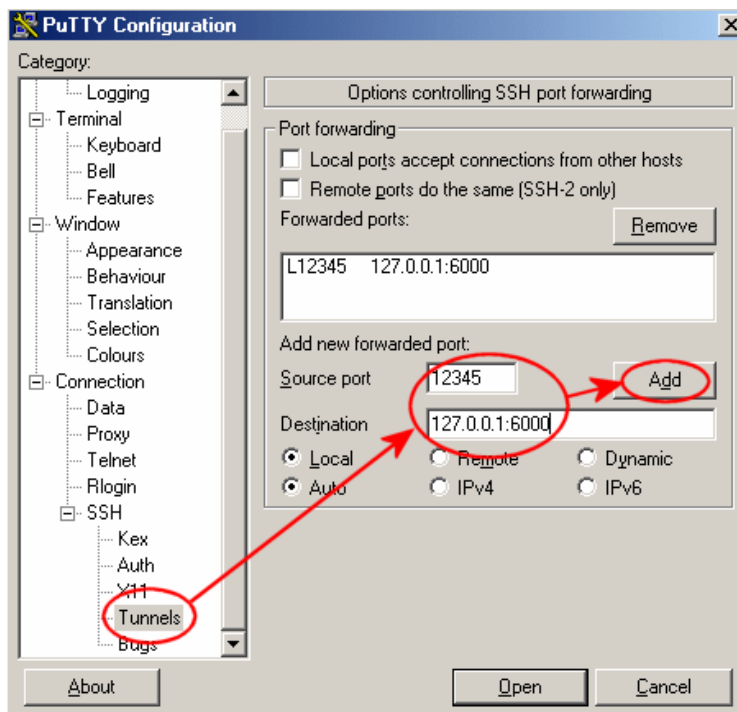 PuTTY Configuration
Category:
Logging
Terminal
Keyboard
Bell
Features
Window
Appearance
Behaviour
Translation
Selection
Colours
Connection
Data
Proxy
Telnet
Rlogin
SSH
Kex
Auth
X11
Tunnels
Bugs
Options controlling SSH port forwarding
Port forwarding
Local ports accept connections from other hosts
Remote ports do the same (SSH-2 only)
Forwarded ports:
Remove
L12345 127.0.0.1:6000
Add new forwarded port:
Source port 12345 Add
Destination 127.0.0.1:6000
Local Remote Dynamic
Auto IPv4 IPv6
About Open Cancel